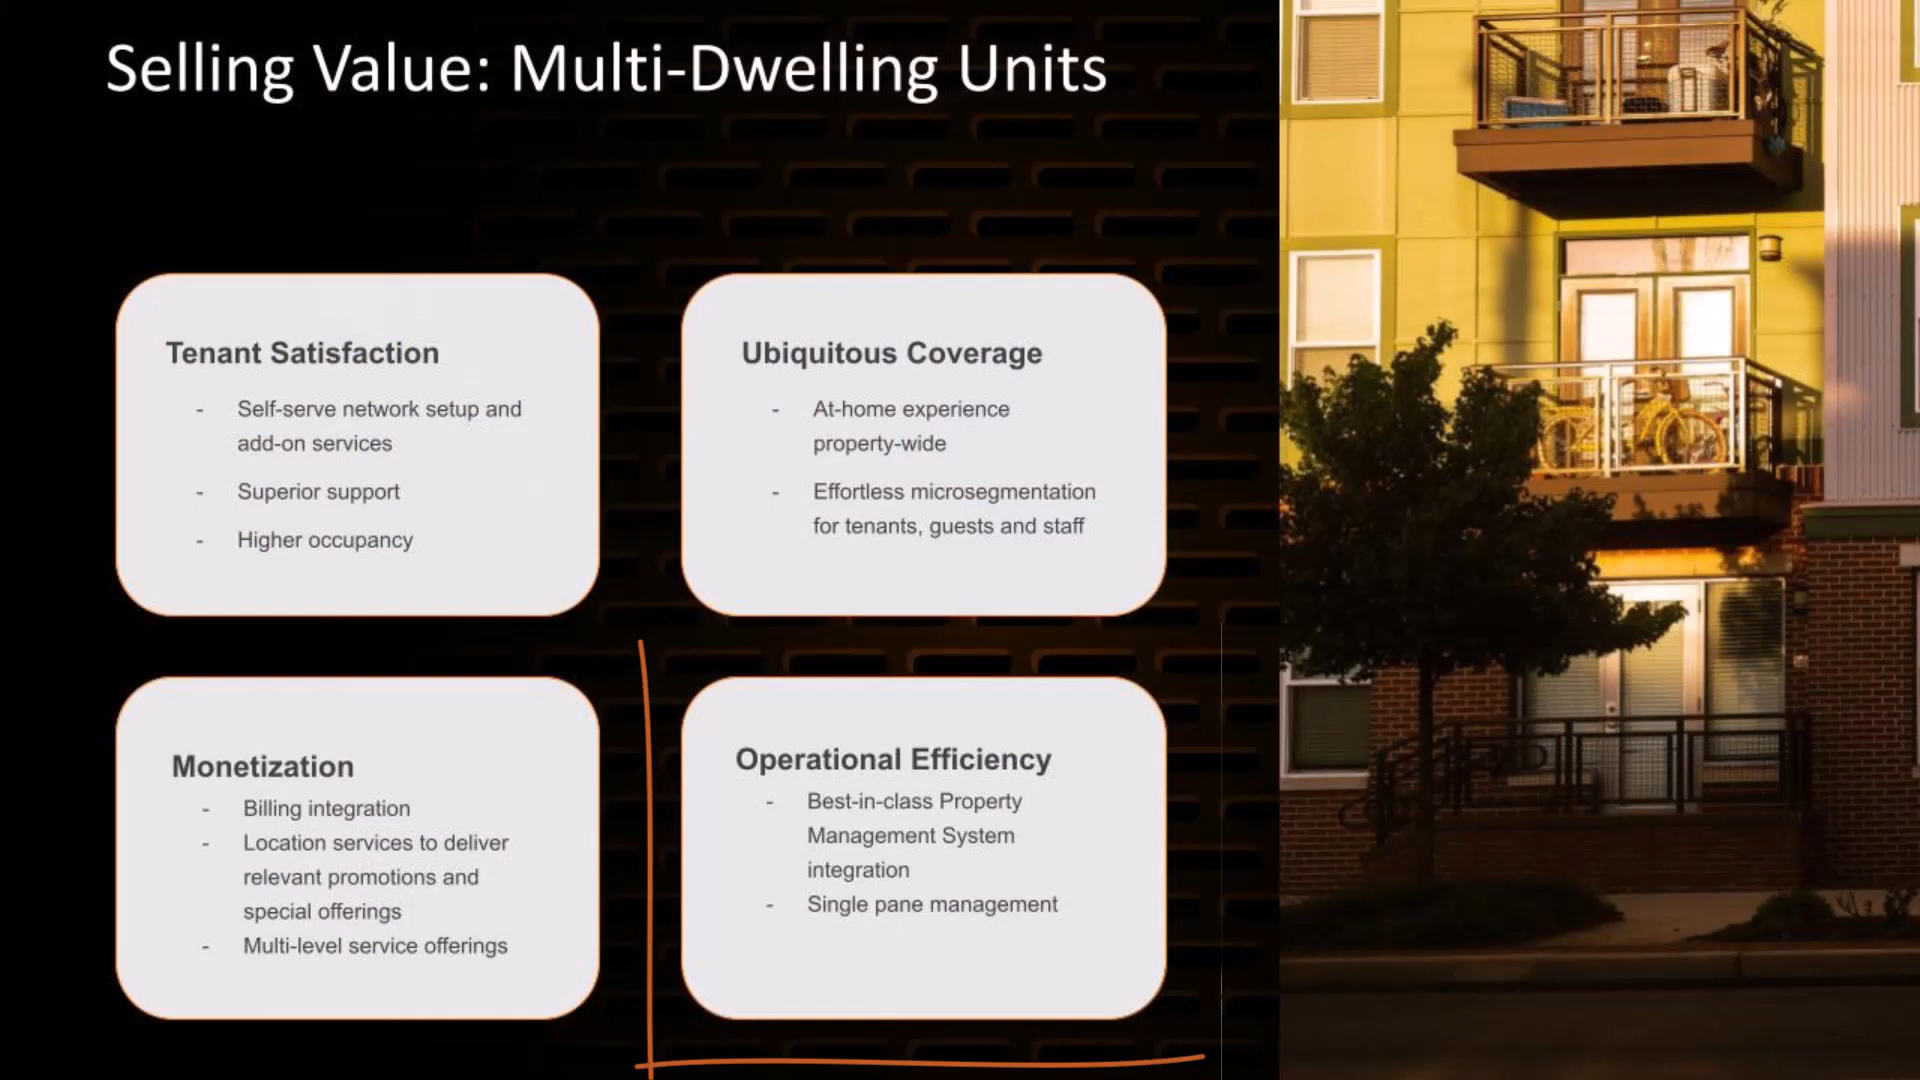 Selling Value: Multi-Dwelling Units
Tenant Satisfaction
- Self-serve network setup and
add-on services
- Superior support
- Higher occupancy
Ubiquitous Coverage
- At-home experience
property-wide
- Effortless microsegmentation
for tenants, guests and staff
Monetization
- Billing integration
- Location services to deliver
relevant promotions and
special offerings
- Multi-level service offerings
Operational Efficiency
- Best-in-class Property
Management System
integration
- Single pane management